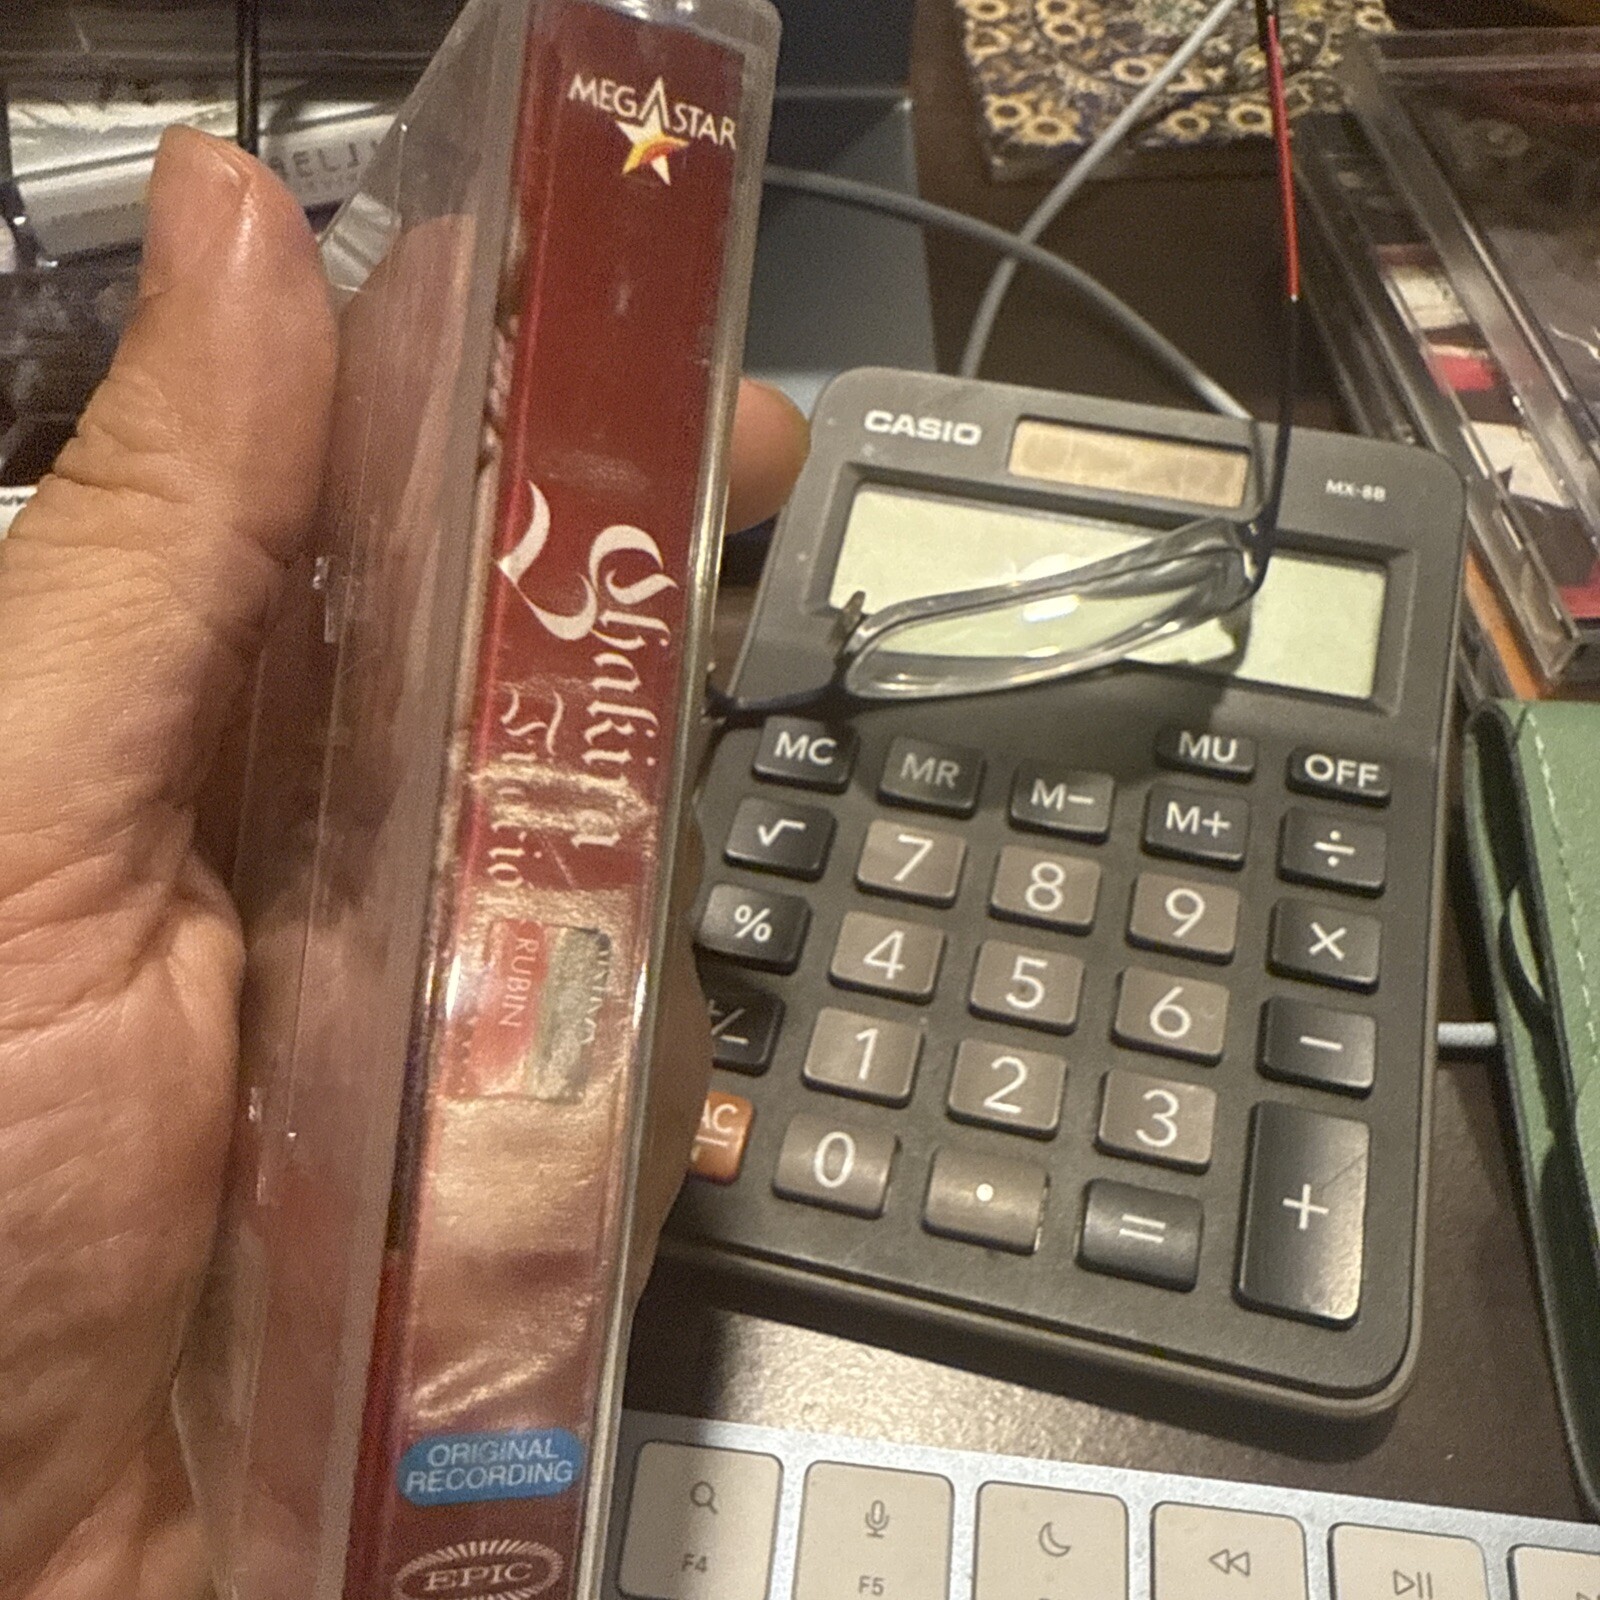 MEGASTAR
Shakira
RUBIN
ORIGINAL
RECORDING
EPIC
CASIO
MX-8B
MC
MR
M−
MU
M+
OFF
√
7
8
9
÷
%
4
5
6
×
+/−
1
2
3
−
AC
0
.
=
+
F4
F5